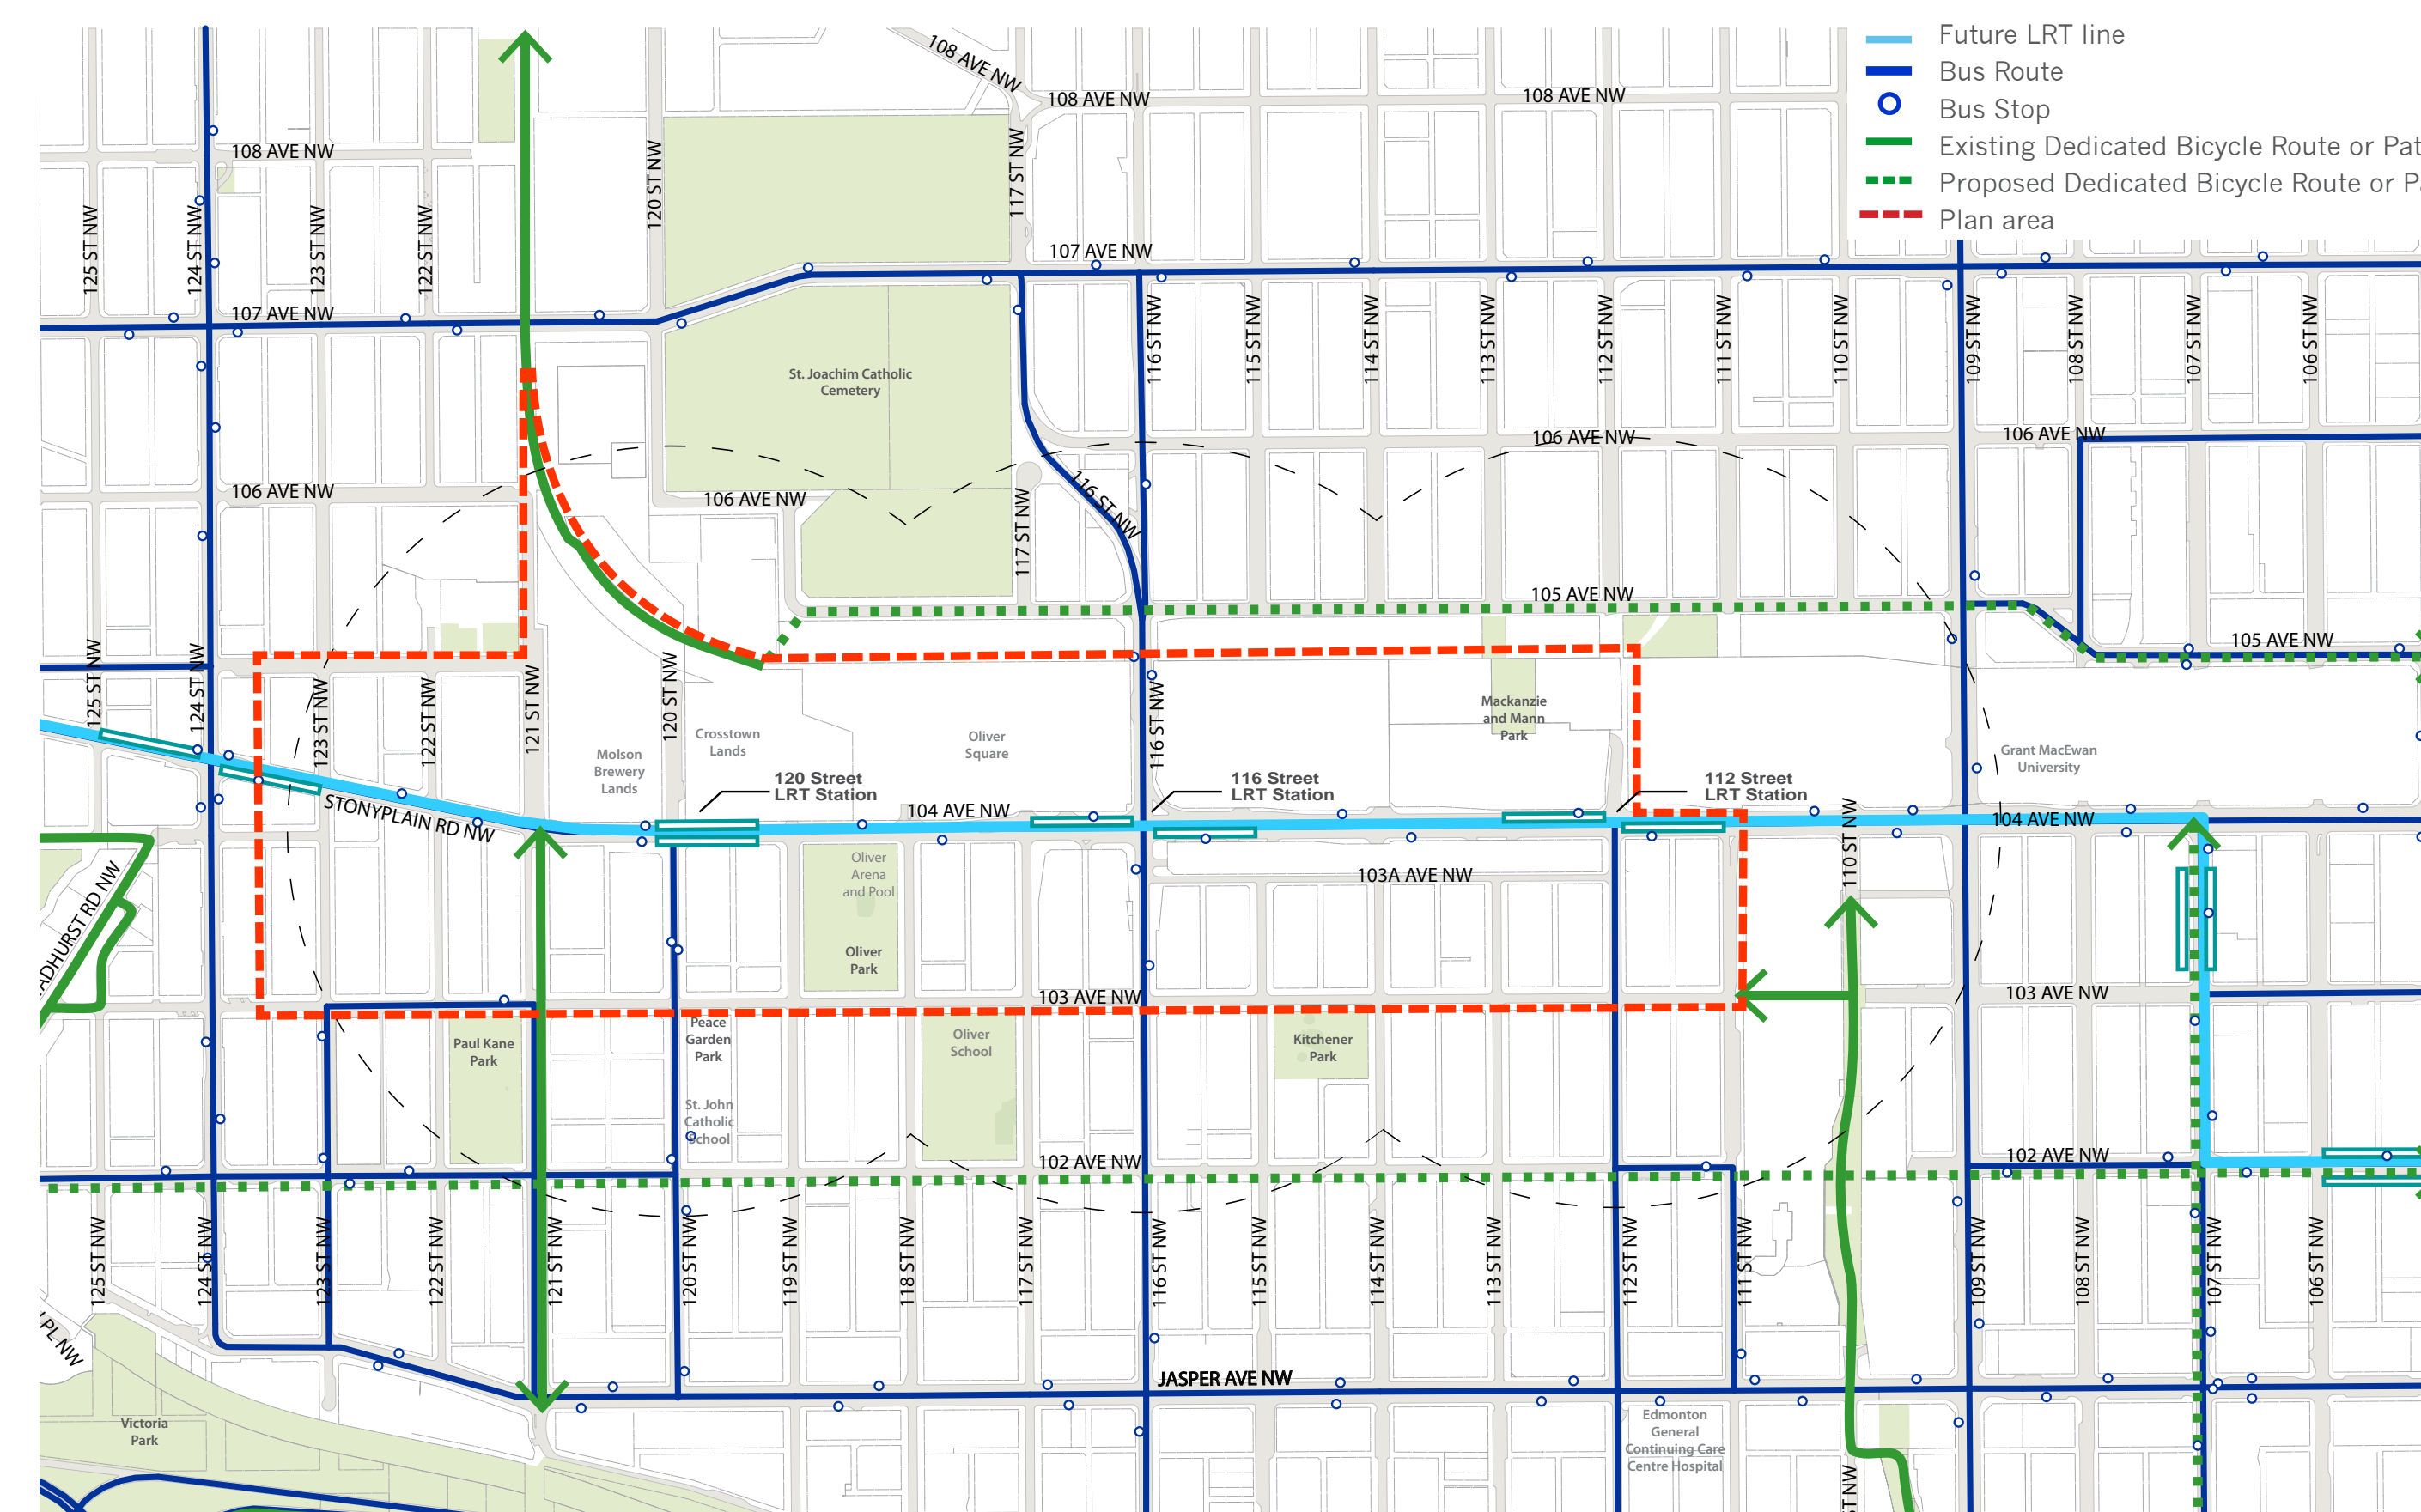 Future LRT line
Bus Route
Bus Stop
Existing Dedicated Bicycle Route or Pat
Proposed Dedicated Bicycle Route or P
Plan area
108 AVE NW
108 AVE NW
108 AVE NW
108 AVE NW
125 ST NW
124 ST NW
123 ST NW
122 ST NW
120 ST NW
117 ST NW
107 AVE NW
107 AVE NW
116 ST NW
115 ST NW
114 ST NW
113 ST NW
112 ST NW
111 ST NW
110 ST NW
109 ST NW
108 ST NW
107 ST NW
106 ST NW
St. Joachim Catholic
Cemetery
106 AVE NW
106 AVE NW
106 AVE NW
106 AVE NW
116 ST NW
117 ST NW
105 AVE NW
105 AVE NW
125 ST NW
124 ST NW
123 ST NW
122 ST NW
121 ST NW
120 ST NW
116 ST NW
Molson
Brewery
Lands
Crosstown
Lands
Oliver
Square
Mackanzie
and Mann
Park
Grant MacEwan
University
120 Street
LRT Station
116 Street
LRT Station
112 Street
LRT Station
STONYPLAIN RD NW
104 AVE NW
104 AVE NW
110 ST NW
103A AVE NW
Oliver
Arena
and Pool
Oliver
Park
ADHURST RD NW
103 AVE NW
103 AVE NW
Paul Kane
Park
Peace
Garden
Park
Oliver
School
Kitchener
Park
St. John
Catholic
School
102 AVE NW
102 AVE NW
125 ST NW
124 ST NW
123 ST NW
122 ST NW
121 ST NW
120 ST NW
119 ST NW
118 ST NW
117 ST NW
116 ST NW
115 ST NW
114 ST NW
113 ST NW
112 ST NW
111 ST NW
109 ST NW
108 ST NW
107 ST NW
106 ST NW
PL NW
JASPER AVE NW
Victoria
Park
Edmonton
General
Continuing Care
Centre Hospital
ST NW